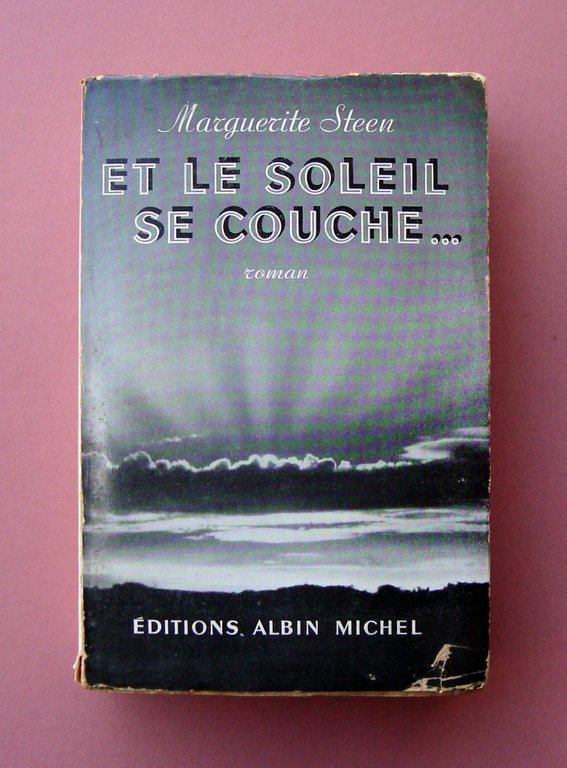 Marguerite Steen
ET LE SOLEIL
SE COUCHE...
roman
ÉDITIONS ALBIN MICHEL